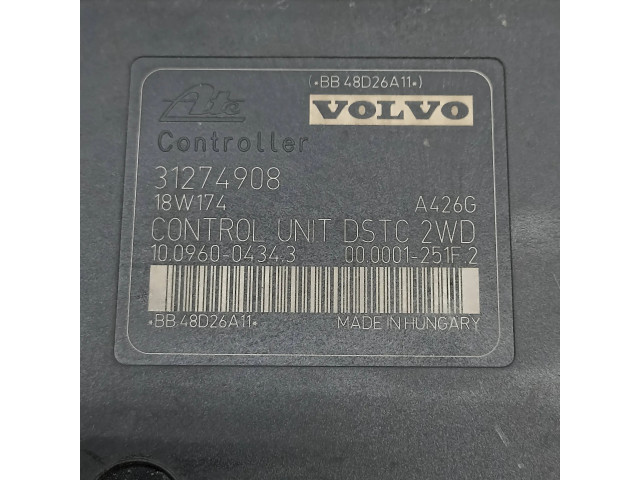 (•BB 48D26A11•)
Ate VOLVO
Controller
31274908
18W174 A426G
CONTROL UNIT DSTC 2WD
10.0960-0434.3 00.0001-251F.2
•BB 48D26A11• MADE IN HUNGARY